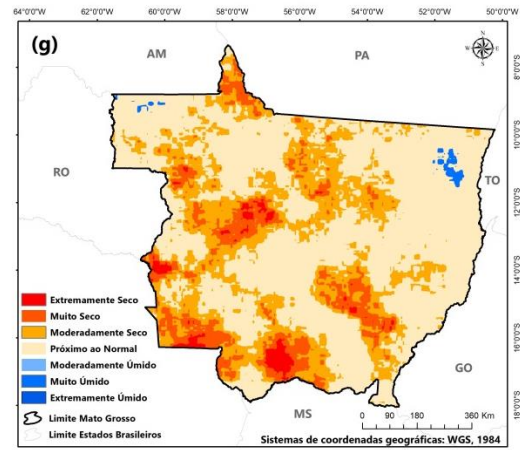 64°0'0"O 62°0'0"O 60°0'0"O 58°0'0"O 56°0'0"O 54°0'0"O 52°0'0"O 50°0'0"O
(g)
AM
PA
N
RO
TO
GO
MS
8°0'0"S
10°0'0"S
12°0'0"S
14°0'0"S
16°0'0"S
18°0'0"S
Extremamente Seco
Muito Seco
Moderadamente Seco
Próximo ao Normal
Moderadamente Úmido
Muito Úmido
Extremamente Úmido
Limite Mato Grosso
Limite Estados Brasileiros
0 90 180 360 Km
Sistemas de coordenadas geográficas: WGS, 1984